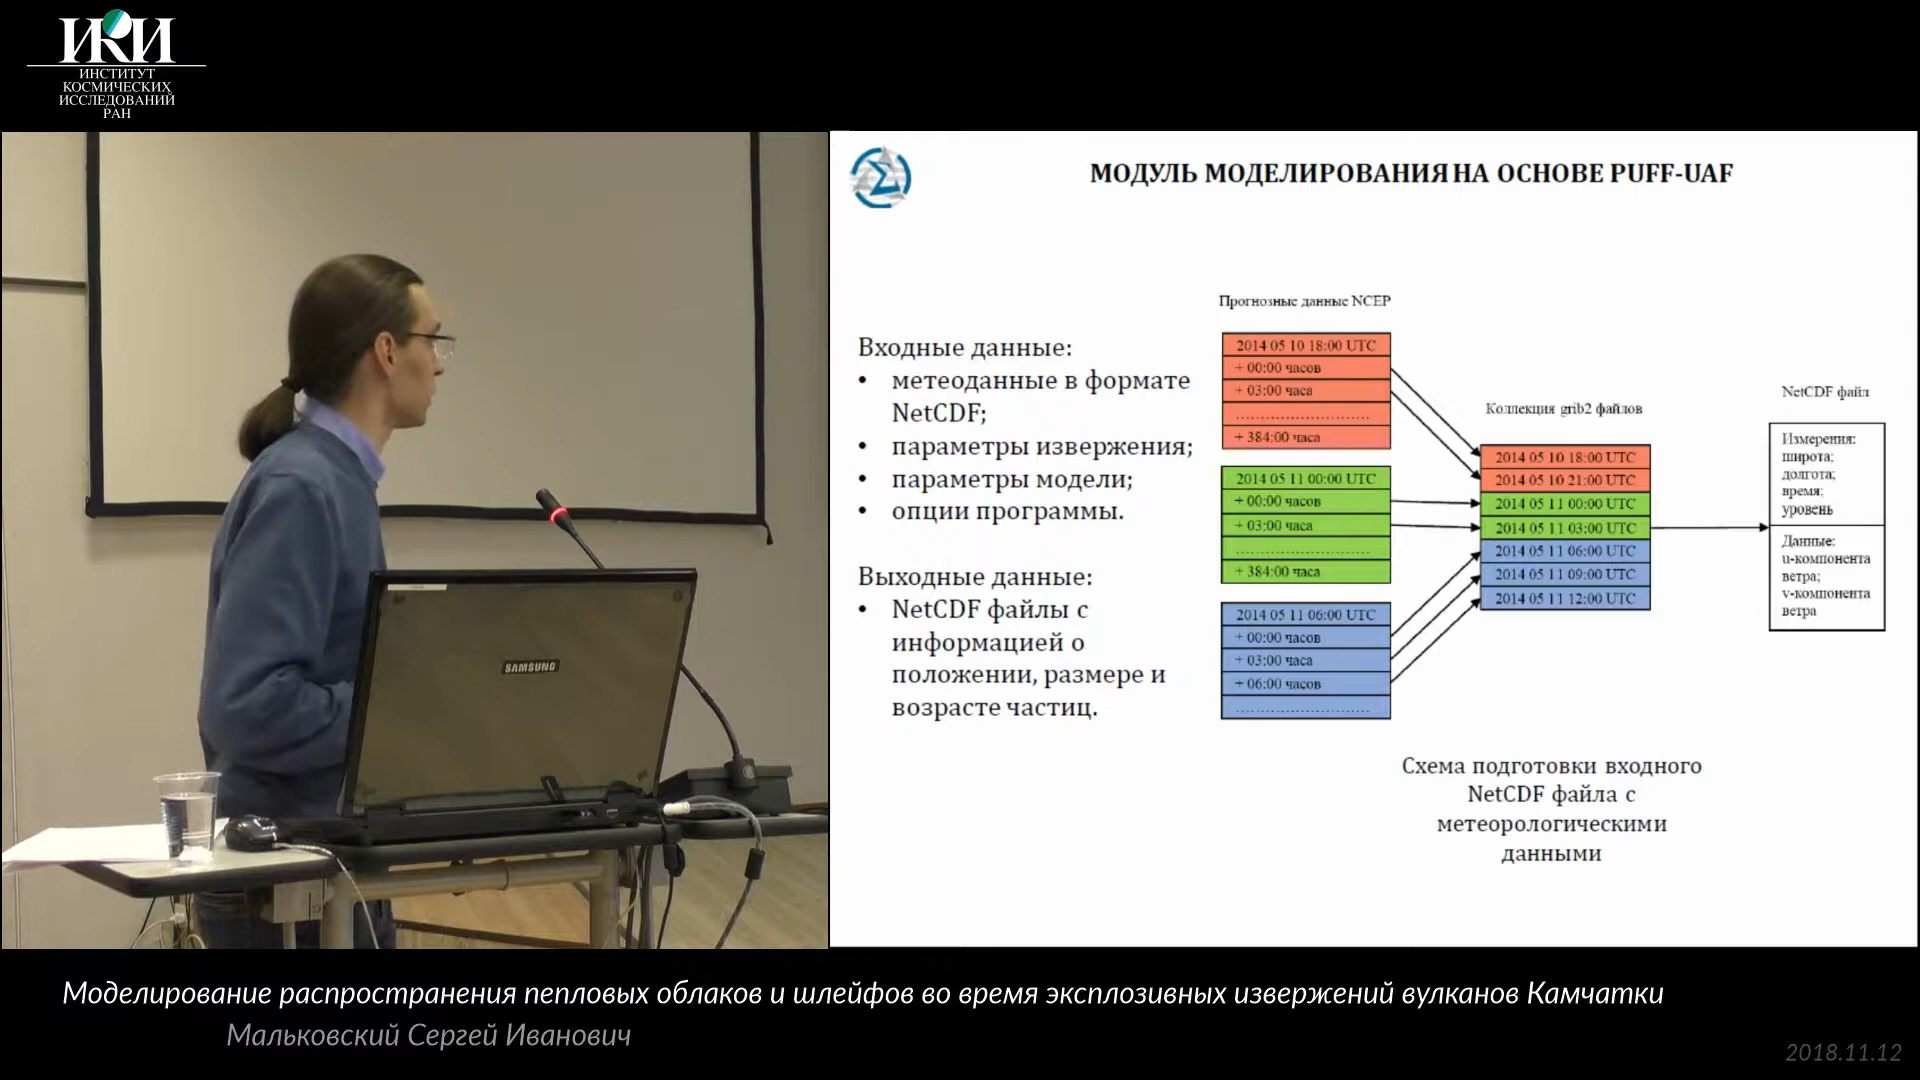 ИКИ
ИНСТИТУТ
КОСМИЧЕСКИХ
ИССЛЕДОВАНИЙ
РАН
SAMSUNG
МОДУЛЬ МОДЕЛИРОВАНИЯ НА ОСНОВЕ PUFF-UAF
Входные данные:
• метеоданные в формате
NetCDF;
• параметры извержения;
• параметры модели;
• опции программы.
Выходные данные:
• NetCDF файлы с
информацией о
положении, размере и
возрасте частиц.
Прогнозные данные NCEP
2014 05 10 18:00 UTC
+ 00:00 часов
+ 03:00 часа
................................
+ 384:00 часа
2014 05 11 00:00 UTC
+ 00:00 часов
+ 03:00 часа
................................
+ 384:00 часа
2014 05 11 06:00 UTC
+ 00:00 часов
+ 03:00 часа
+ 06:00 часов
................................
Коллекция grib2 файлов
2014 05 10 18:00 UTC
2014 05 10 21:00 UTC
2014 05 11 00:00 UTC
2014 05 11 03:00 UTC
2014 05 11 06:00 UTC
2014 05 11 09:00 UTC
2014 05 11 12:00 UTC
NetCDF файл
Измерения:
широта;
долгота;
время;
уровень
Данные:
u-компонента
ветра;
v-компонента
ветра
Схема подготовки входного
NetCDF файла с
метеорологическими
данными
Моделирование распространения пепловых облаков и шлейфов во время эксплозивных извержений вулканов Камчатки
Мальковский Сергей Иванович
2018.11.12